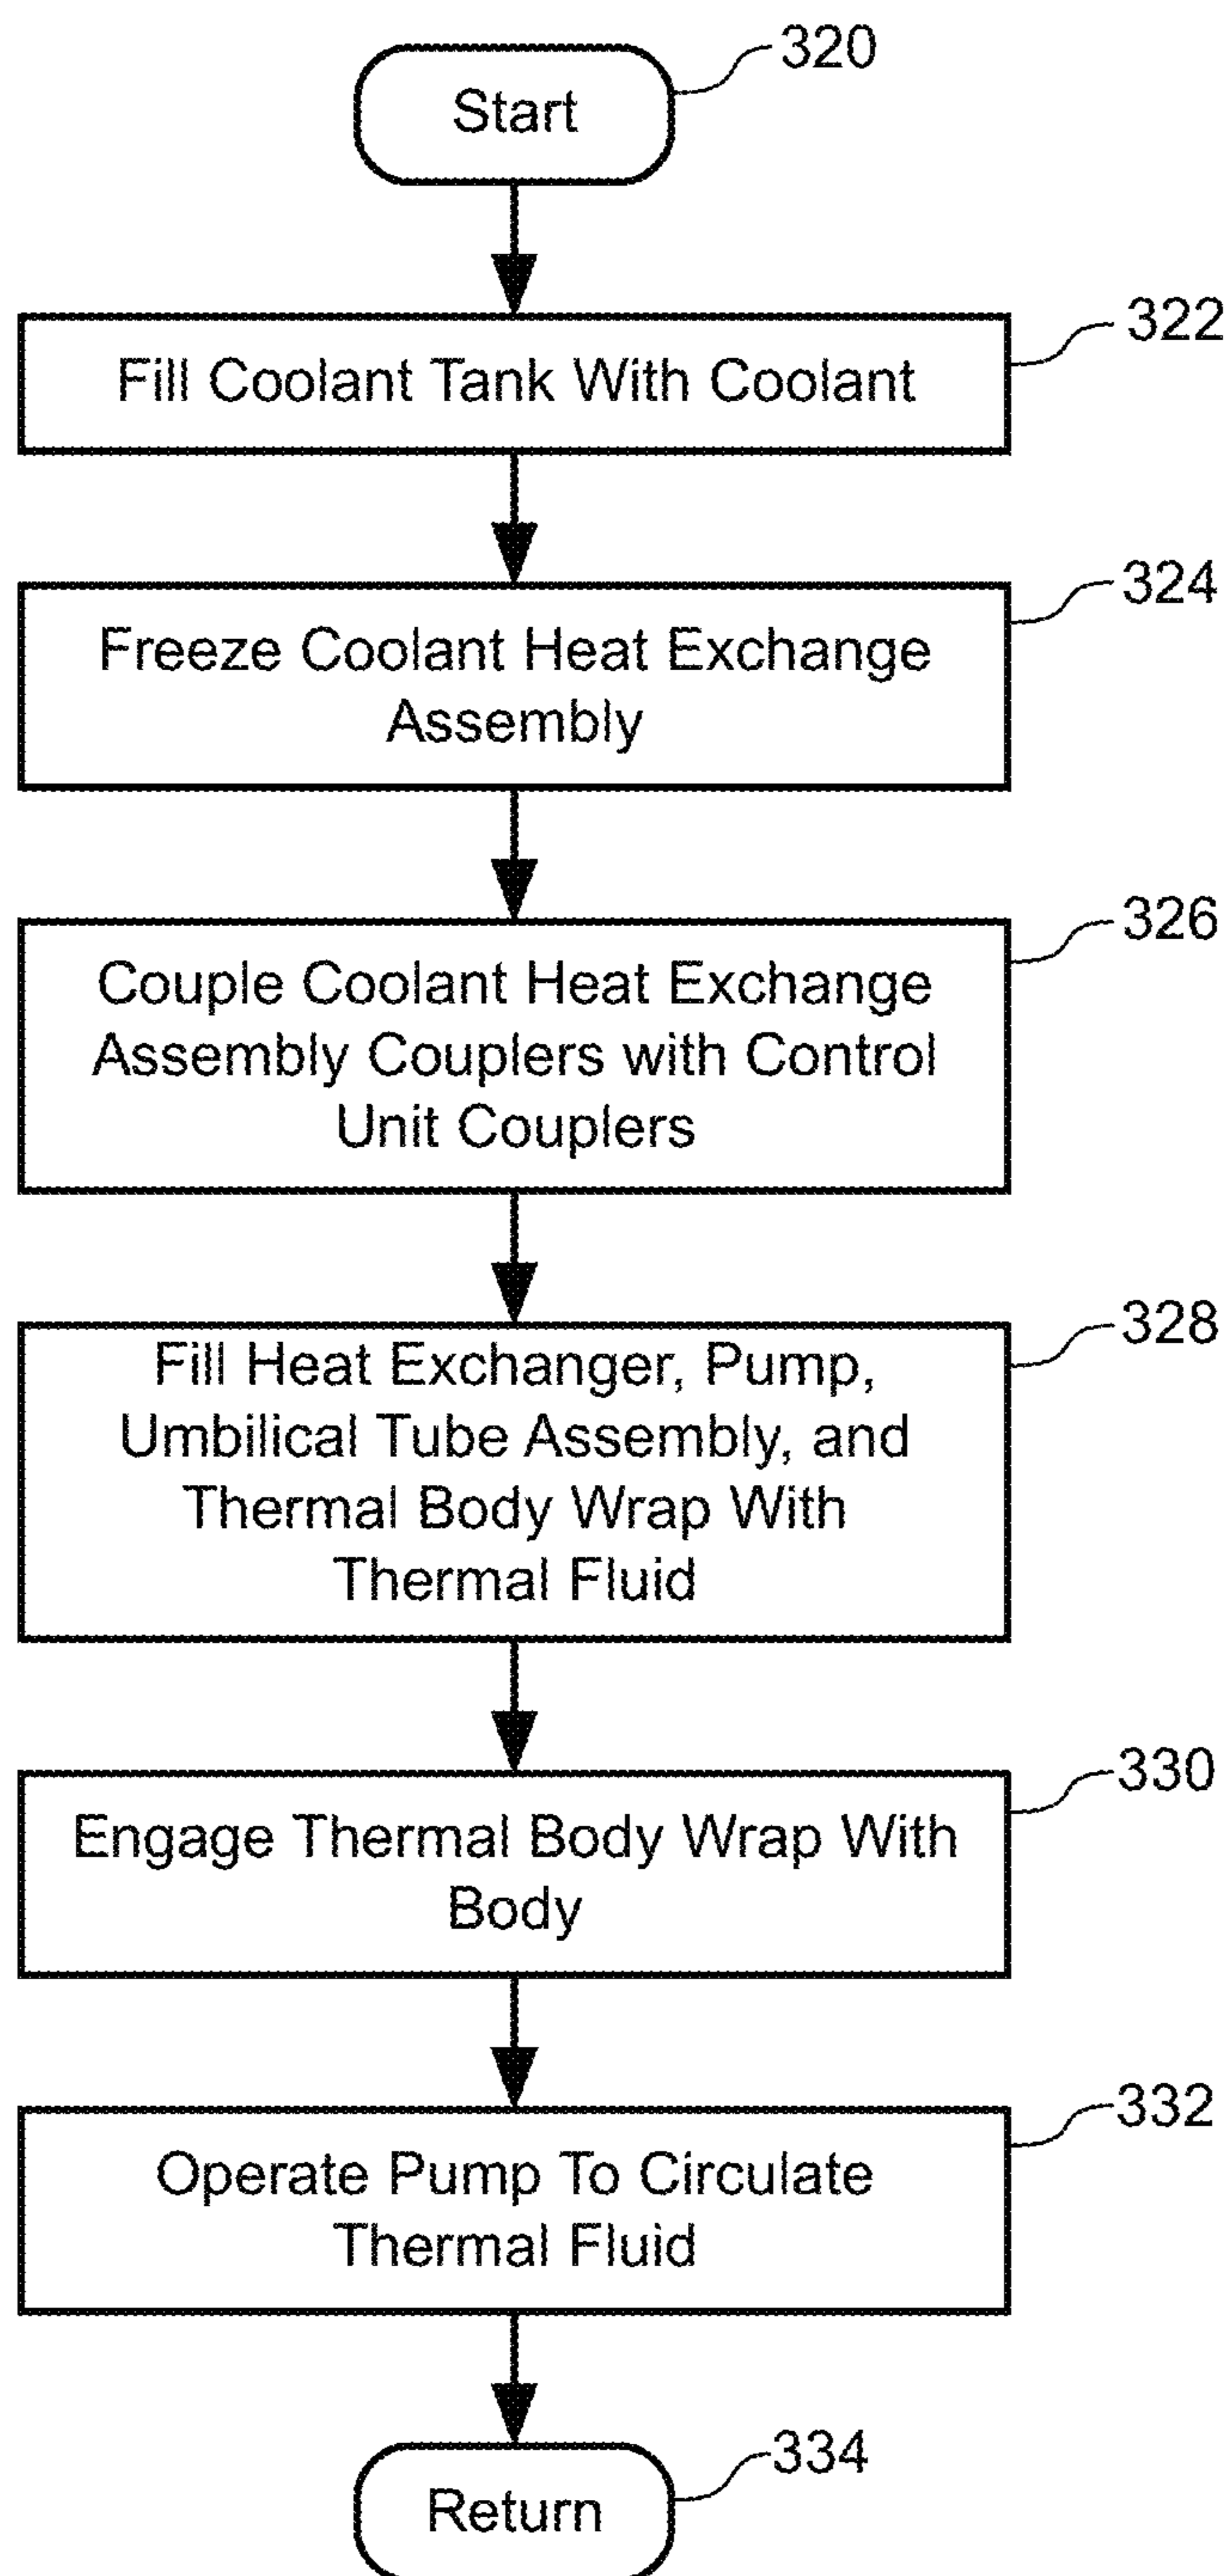 320
Start
322
Fill Coolant Tank With Coolant
324
Freeze Coolant Heat Exchange
Assembly
326
Couple Coolant Heat Exchange
Assembly Couplers with Control
Unit Couplers
328
Fill Heat Exchanger, Pump,
Umbilical Tube Assembly, and
Thermal Body Wrap With
Thermal Fluid
330
Engage Thermal Body Wrap With
Body
332
Operate Pump To Circulate
Thermal Fluid
334
Return